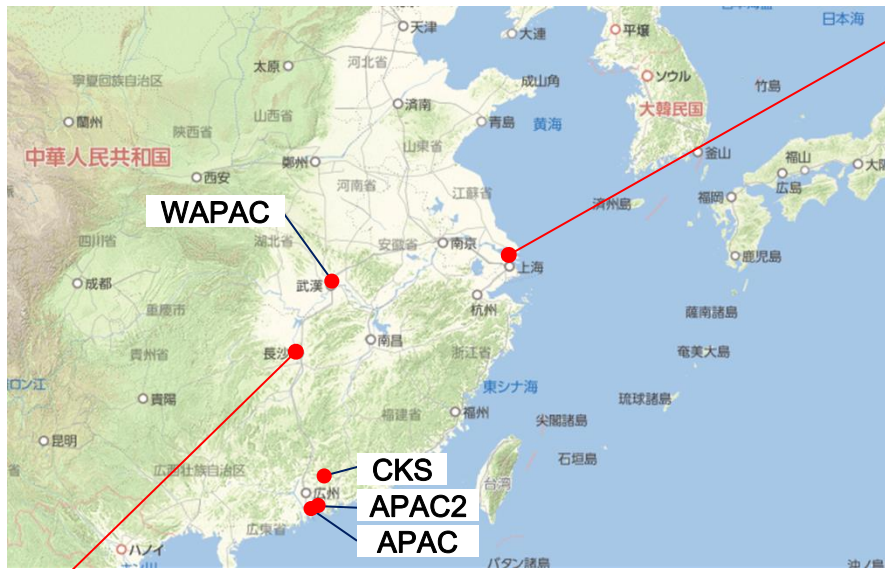 日本海
天津
大連
平壌
河北省
太原
ソウル
寧夏回族自治区
成山角
竹島
済南
大韓民国
蘭州
山西省
青島
黄海
陝西省
山東省
釜山
中華人民共和国
鄭州
福山
大阪
西安
河南省
広島
江蘇省
済州島
福岡
WAPAC
四川省
湖北省
安徽省
南京
鹿児島
上海
成都
武漢
杭州
重慶市
薩南諸島
南昌
長沙
貴州省
浙江省
奄美大島
ロン江
東シナ海
貴陽
琉球諸島
福建省
福州
尖閣諸島
昆明
石垣島
省
広西壮族自治区
CKS
台湾
広州
APAC2
広東省
APAC
ハノイ
バタン諸島
沖ノ鳥